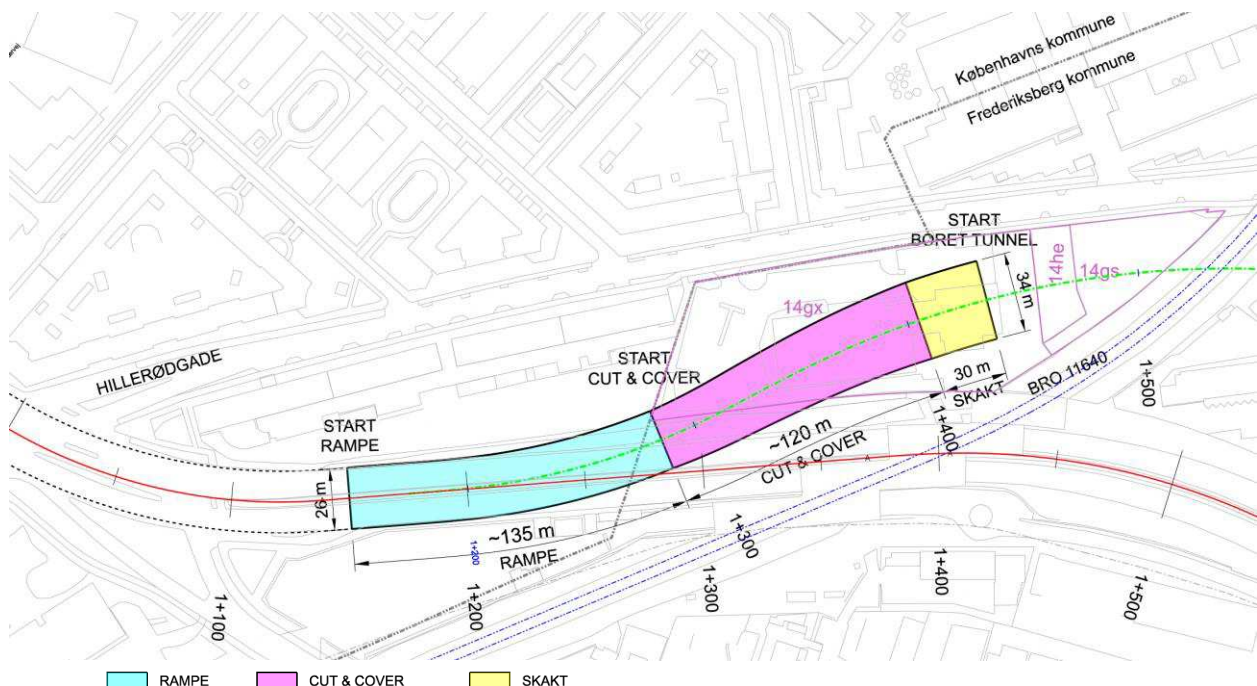 Københavns kommune
Frederiksberg kommune
START
BORET TUNNEL
14he
14gs
34 m
14gx
HILLERØDGADE
START
CUT & COVER
START
RAMPE
30 m
SKAKT
BRO 11640
1+500
1+400
~120 m
CUT & COVER
26 m
~135 m
RAMPE
1+200
1+300
1+100
1+200
1+300
1+400
1+500
RAMPE
CUT & COVER
SKAKT